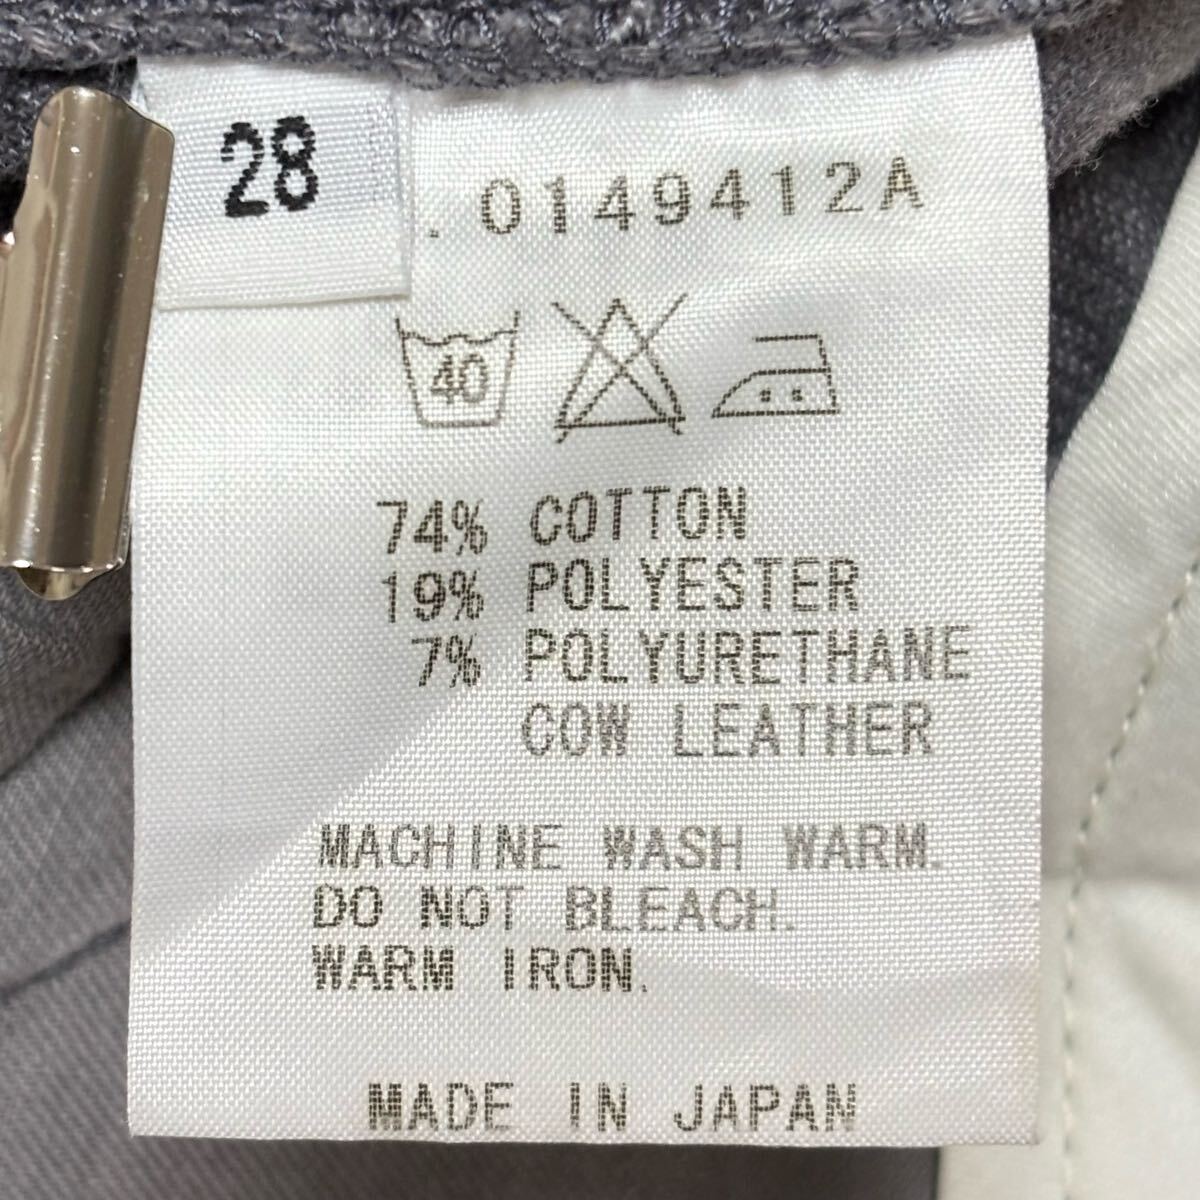 28
. 0149412A
40
74% COTTON
19% POLYESTER
7% POLYURETHANE
COW LEATHER
MACHINE WASH WARM.
DO NOT BLEACH.
WARM IRON.
MADE IN JAPAN